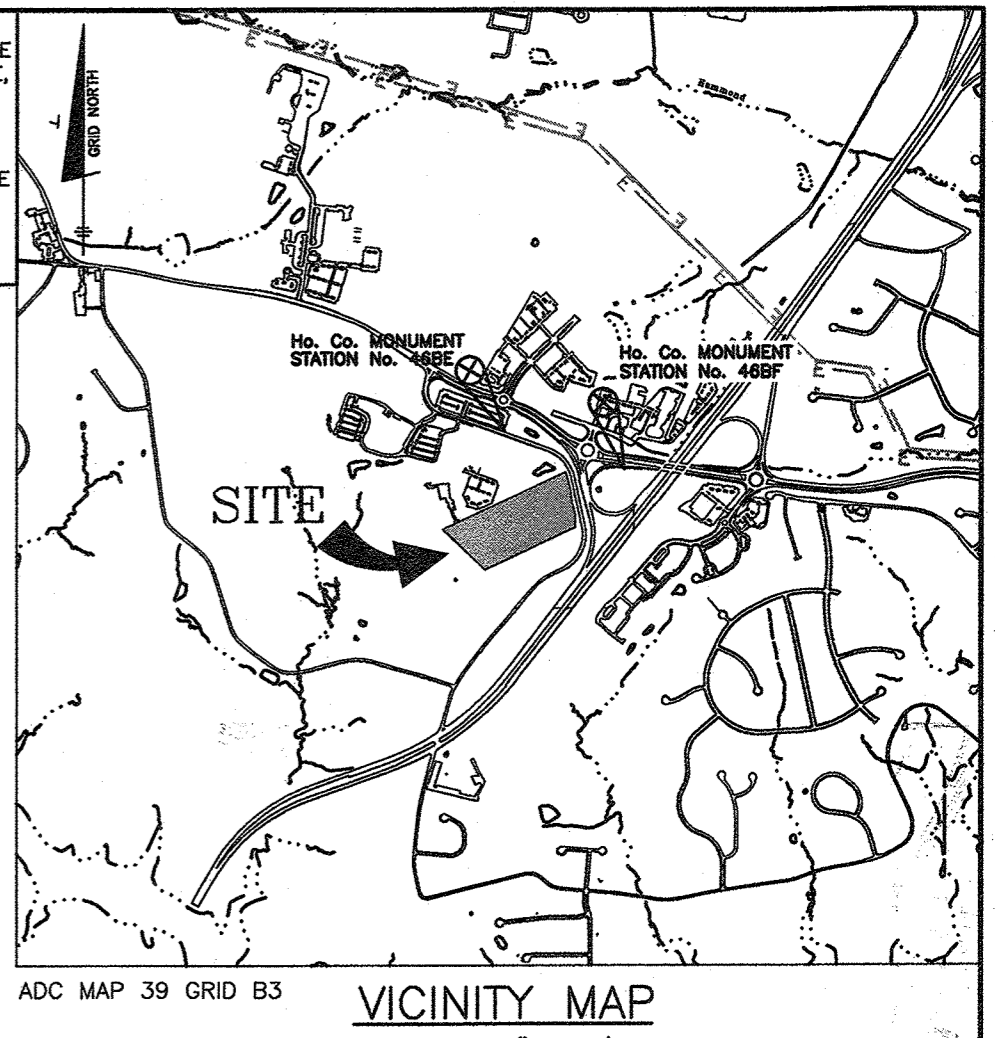 E
E
GRID NORTH
Hammond
Ho. Co. MONUMENT
STATION No. 46BE
Ho. Co. MONUMENT
STATION No. 46BF
SITE
E
E
E
E
E
E
E
E
E
E
E
ADC MAP 39 GRID B3
VICINITY MAP